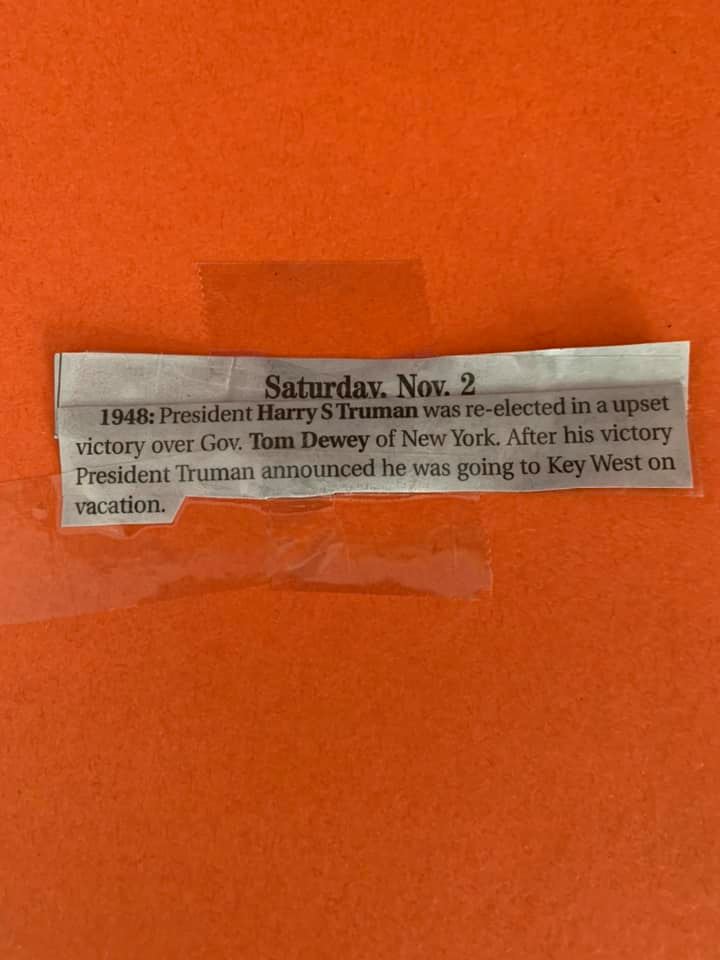 Saturday, Nov. 2
1948: President Harry S Truman was re-elected in a upset
victory over Gov. Tom Dewey of New York. After his victory
President Truman announced he was going to Key West on
vacation.